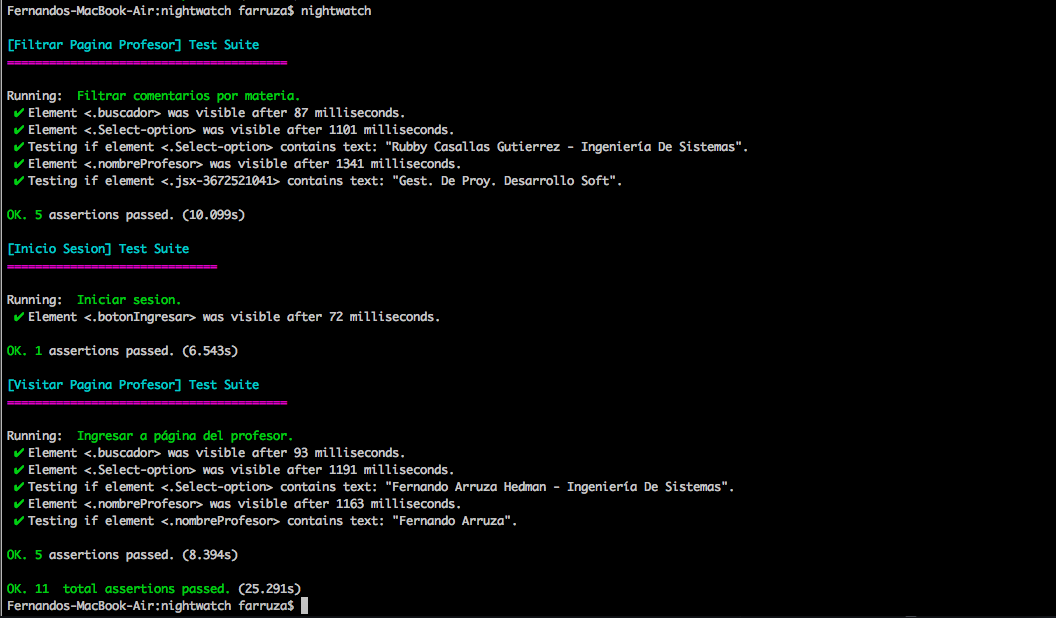 Fernandos-MacBook-Air:nightwatch farruza$ nightwatch
[Filtrar Pagina Profesor] Test Suite
========================================
Running:  Filtrar comentarios por materia.
✔ Element <.buscador> was visible after 87 milliseconds.
✔ Element <.Select-option> was visible after 1101 milliseconds.
✔ Testing if element <.Select-option> contains text: "Rubby Casallas Gutierrez - Ingeniería De Sistemas".
✔ Element <.nombreProfesor> was visible after 1341 milliseconds.
✔ Testing if element <.jsx-3672521041> contains text: "Gest. De Proy. Desarrollo Soft".
OK. 5 assertions passed. (10.099s)
[Inicio Sesion] Test Suite
==============================
Running:  Iniciar sesion.
✔ Element <.botonIngresar> was visible after 72 milliseconds.
OK. 1 assertions passed. (6.543s)
[Visitar Pagina Profesor] Test Suite
========================================
Running:  Ingresar a página del profesor.
✔ Element <.buscador> was visible after 93 milliseconds.
✔ Element <.Select-option> was visible after 1191 milliseconds.
✔ Testing if element <.Select-option> contains text: "Fernando Arruza Hedman - Ingeniería De Sistemas".
✔ Element <.nombreProfesor> was visible after 1163 milliseconds.
✔ Testing if element <.nombreProfesor> contains text: "Fernando Arruza".
OK. 5 assertions passed. (8.394s)
OK. 11  total assertions passed. (25.291s)
Fernandos-MacBook-Air:nightwatch farruza$